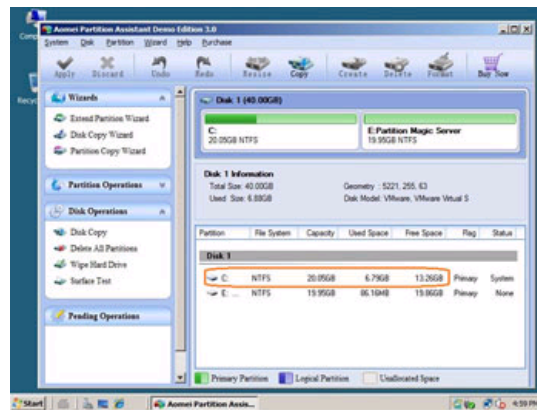 Comp
Recyc
Aomei Partition Assistant Demo Edition 3.0
System Disk Partition Wizard Help Purchase
Apply Discard Undo Redo Resize Copy Create Delete Format Buy Now
Wizards
Extend Partition Wizard
Disk Copy Wizard
Partition Copy Wizard
Partition Operations
Disk Operations
Disk Copy
Delete All Partitions
Wipe Hard Drive
Surface Test
Pending Operations
Disk 1 (40.00GB)
C:
20.05GB NTFS
E:Partition Magic Server
19.95GB NTFS
Disk 1 Information
Total Size: 40.00GB Geometry : 5221, 255, 63
Used Size: 6.88GB Disk Model: VMware, VMware Virtual S
Partition File System Capacity Used Space Free Space Flag Status
Disk 1
C: NTFS 20.05GB 6.79GB 13.26GB Primary System
E: ... NTFS 19.95GB 86.16MB 19.86GB Primary None
Primary Partition Logical Partition Unallocated Space
Start Aomei Partition Assis... 4:59 PM